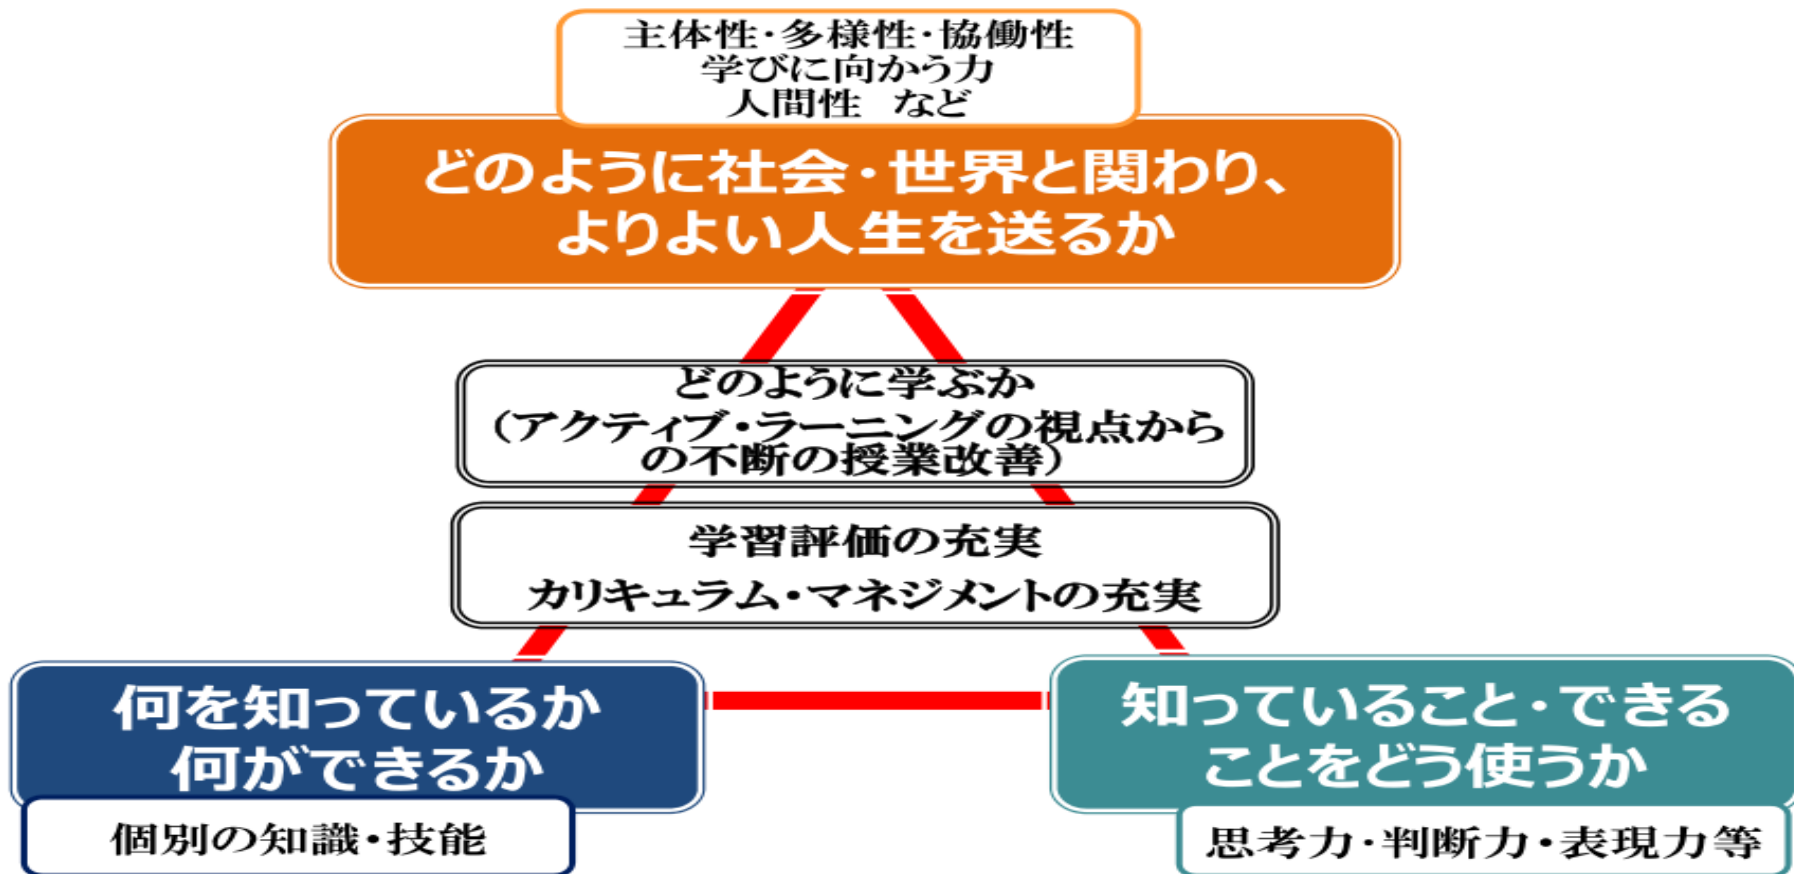 主体性・多様性・協働性
学びに向かう力
人間性　など
どのように社会・世界と関わり、
よりよい人生を送るか
どのように学ぶか
（アクティブ・ラーニングの視点から
の不断の授業改善）
学習評価の充実
カリキュラム・マネジメントの充実
何を知っているか
何ができるか
個別の知識・技能
知っていること・できる
ことをどう使うか
思考力・判断力・表現力等